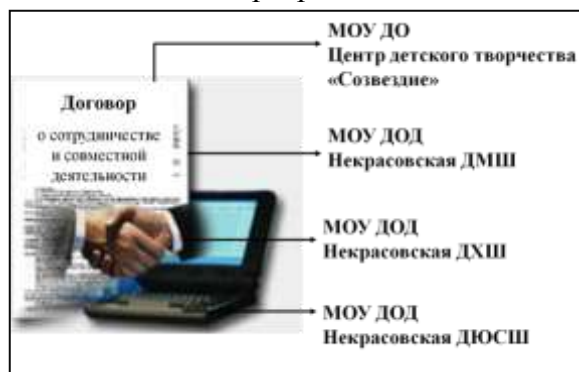 Договор
о сотрудничестве
и совместной
деятельности
МОУ ДО
Центр детского творчества
«Созвездие»
МОУ ДОД
Некрасовская ДМШ
МОУ ДОД
Некрасовская ДХШ
МОУ ДОД
Некрасовская ДЮСШ